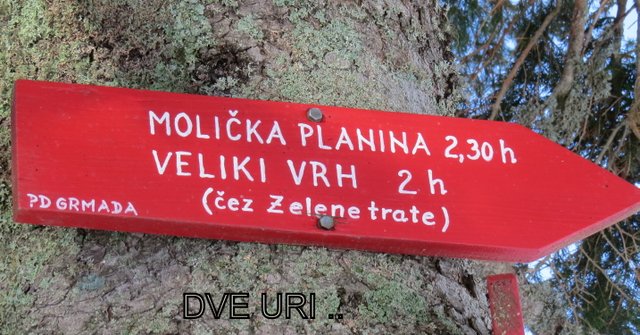 MOLIČKA PLANINA 2,30 h
VELIKI VRH 2 h
(čez Zelene trate)
PD GRMADA
DVE URI ..